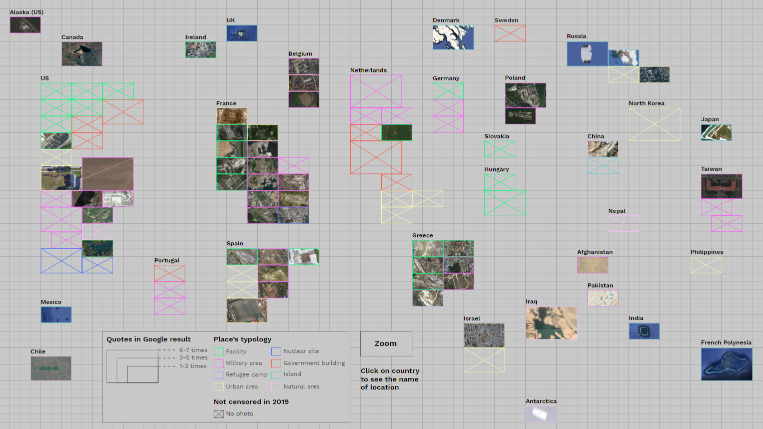 Alaska (US)
Canada
Ireland
UK
Belgium
Denmark
Sweden
Russia
US
France
Netherlands
Germany
Poland
North Korea
Japan
Slovakia
China
Hungary
Taiwan
Nepal
Spain
Greece
Portugal
Afghanistan
Philippines
Pakistan
Mexico
Israel
Iraq
India
Chile
French Polynesia
Antarctica
Quotes in Google result
6-7 times
3-5 times
1-2 times
Place's typology
Facility
Military area
Refugee camp
Urban area
Nuclear site
Government building
Island
Natural area
Not censored in 2019
No photo
Zoom
Click on country
to see the name
of location